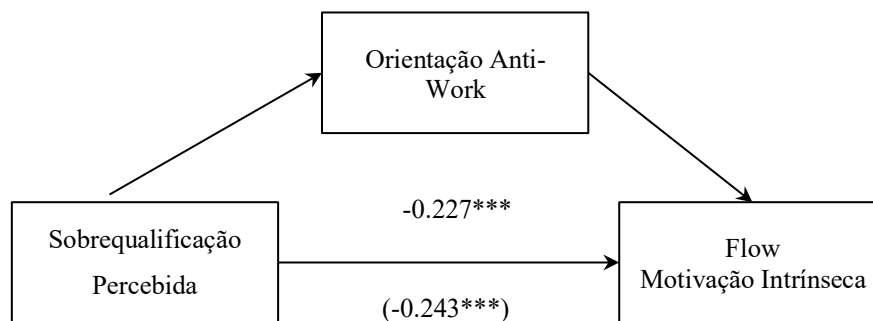 Orientação Anti-
Work
-0.227***
Sobrequalificação
Percebida
Flow
Motivação Intrínseca
(-0.243***)